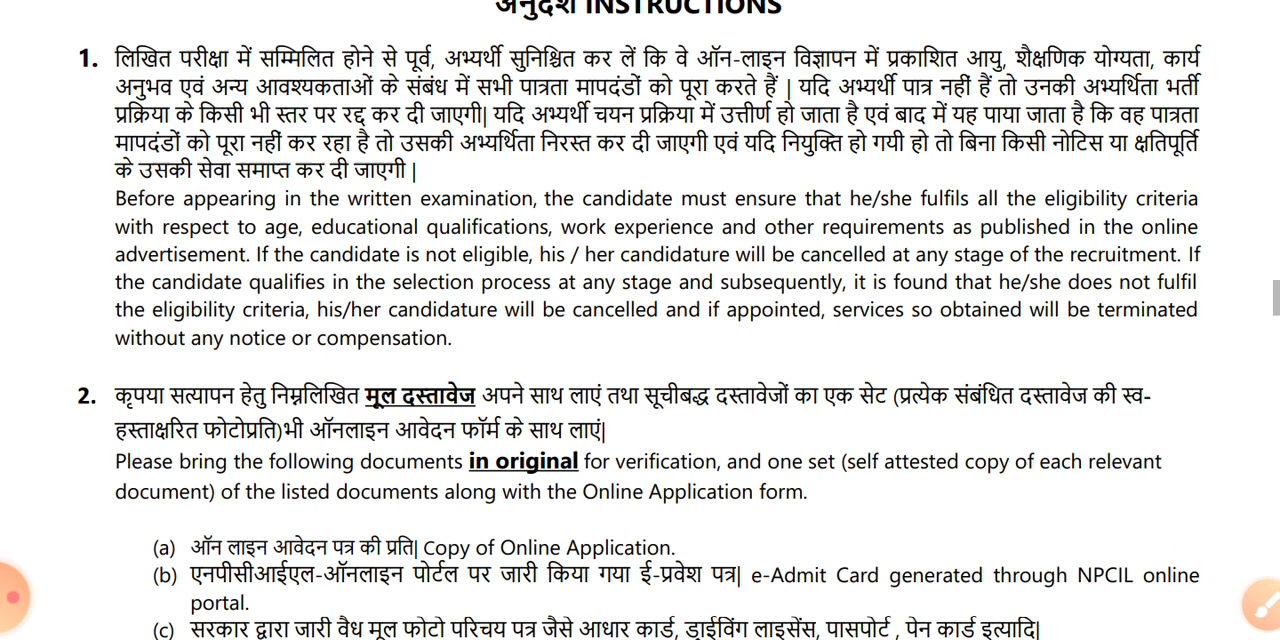 अनुदेश INSTRUCTIONS
1. लिखित परीक्षा में सम्मिलित होने से पूर्व, अभ्यर्थी सुनिश्चित कर लें कि वे ऑन-लाइन विज्ञापन में प्रकाशित आयु, शैक्षणिक योग्यता, कार्य
अनुभव एवं अन्य आवश्यकताओं के संबंध में सभी पात्रता मापदंडों को पूरा करते हैं | यदि अभ्यर्थी पात्र नहीं हैं तो उनकी अभ्यर्थिता भर्ती
प्रक्रिया के किसी भी स्तर पर रद्द कर दी जाएगी| यदि अभ्यर्थी चयन प्रक्रिया में उत्तीर्ण हो जाता है एवं बाद में यह पाया जाता है कि वह पात्रता
मापदंडों को पूरा नहीं कर रहा है तो उसकी अभ्यर्थिता निरस्त कर दी जाएगी एवं यदि नियुक्ति हो गयी हो तो बिना किसी नोटिस या क्षतिपूर्ति
के उसकी सेवा समाप्त कर दी जाएगी |
Before appearing in the written examination, the candidate must ensure that he/she fulfils all the eligibility criteria
with respect to age, educational qualifications, work experience and other requirements as published in the online
advertisement. If the candidate is not eligible, his / her candidature will be cancelled at any stage of the recruitment. If
the candidate qualifies in the selection process at any stage and subsequently, it is found that he/she does not fulfil
the eligibility criteria, his/her candidature will be cancelled and if appointed, services so obtained will be terminated
without any notice or compensation.
2. कृपया सत्यापन हेतु निम्नलिखित मूल दस्तावेज अपने साथ लाएं तथा सूचीबद्ध दस्तावेजों का एक सेट (प्रत्येक संबंधित दस्तावेज की स्व-
हस्ताक्षरित फोटोप्रति)भी ऑनलाइन आवेदन फॉर्म के साथ लाएं|
Please bring the following documents in original for verification, and one set (self attested copy of each relevant
document) of the listed documents along with the Online Application form.
(a) ऑन लाइन आवेदन पत्र की प्रति| Copy of Online Application.
(b) एनपीसीआईएल-ऑनलाइन पोर्टल पर जारी किया गया ई-प्रवेश पत्र| e-Admit Card generated through NPCIL online
portal.
(c) सरकार द्वारा जारी वैध मूल फोटो परिचय पत्र जैसे आधार कार्ड, ड्राईविंग लाइसेंस, पासपोर्ट , पेन कार्ड इत्यादि|